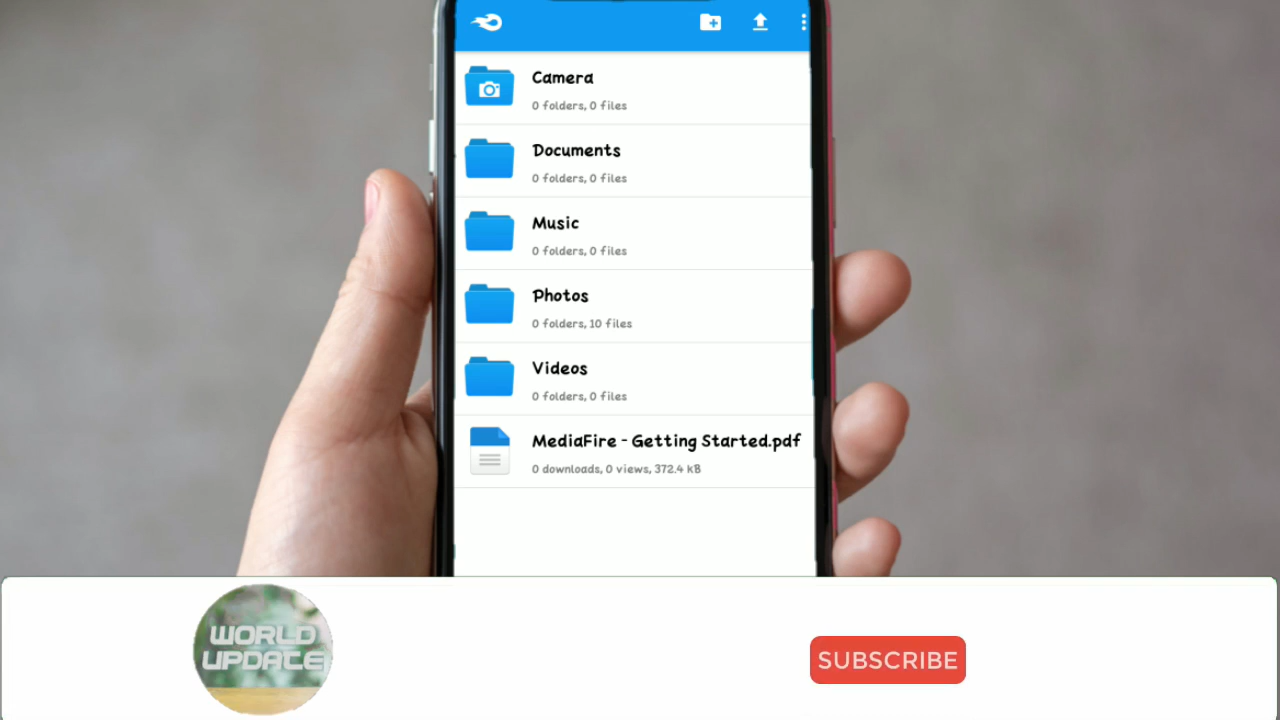 Camera
0 folders, 0 files
Documents
0 folders, 0 files
Music
0 folders, 0 files
Photos
0 folders, 10 files
Videos
0 folders, 0 files
MediaFire - Getting Started.pdf
0 downloads, 0 views, 372.4 kB
WORLD
UPDATE
SUBSCRIBE